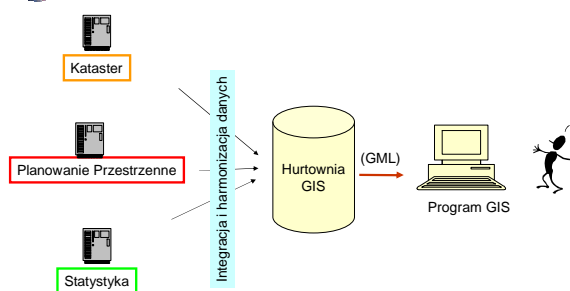 Kataster
Planowanie Przestrzenne
Statystyka
Integracja i harmonizacja danych
Hurtownia
GIS
(GML)
Program GIS